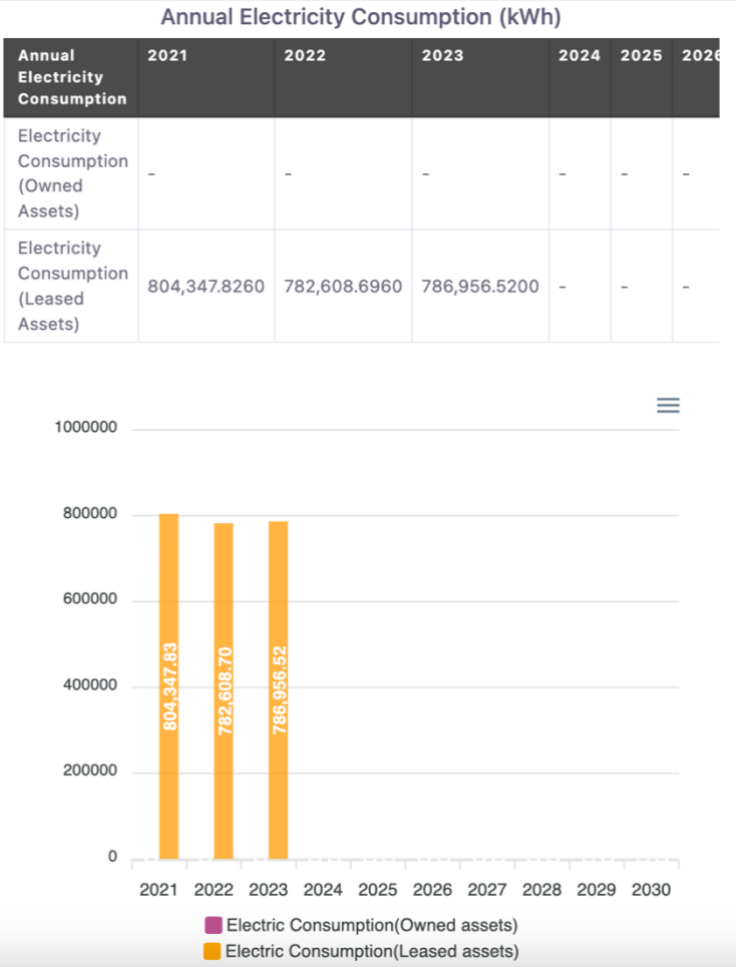 Annual Electricity Consumption (kWh)
Annual
Electricity
Consumption
2021
2022
2023
2024
2025
2026
Electricity
Consumption
(Owned
Assets)
-
-
-
-
-
-
Electricity
Consumption
(Leased
Assets)
804,347.8260
782,608.6960
786,956.5200
-
-
-
1000000
800000
600000
400000
200000
0
804,347.83
782,608.70
786,956.52
2021
2022
2023
2024
2025
2026
2027
2028
2029
2030
Electric Consumption(Owned assets)
Electric Consumption(Leased assets)